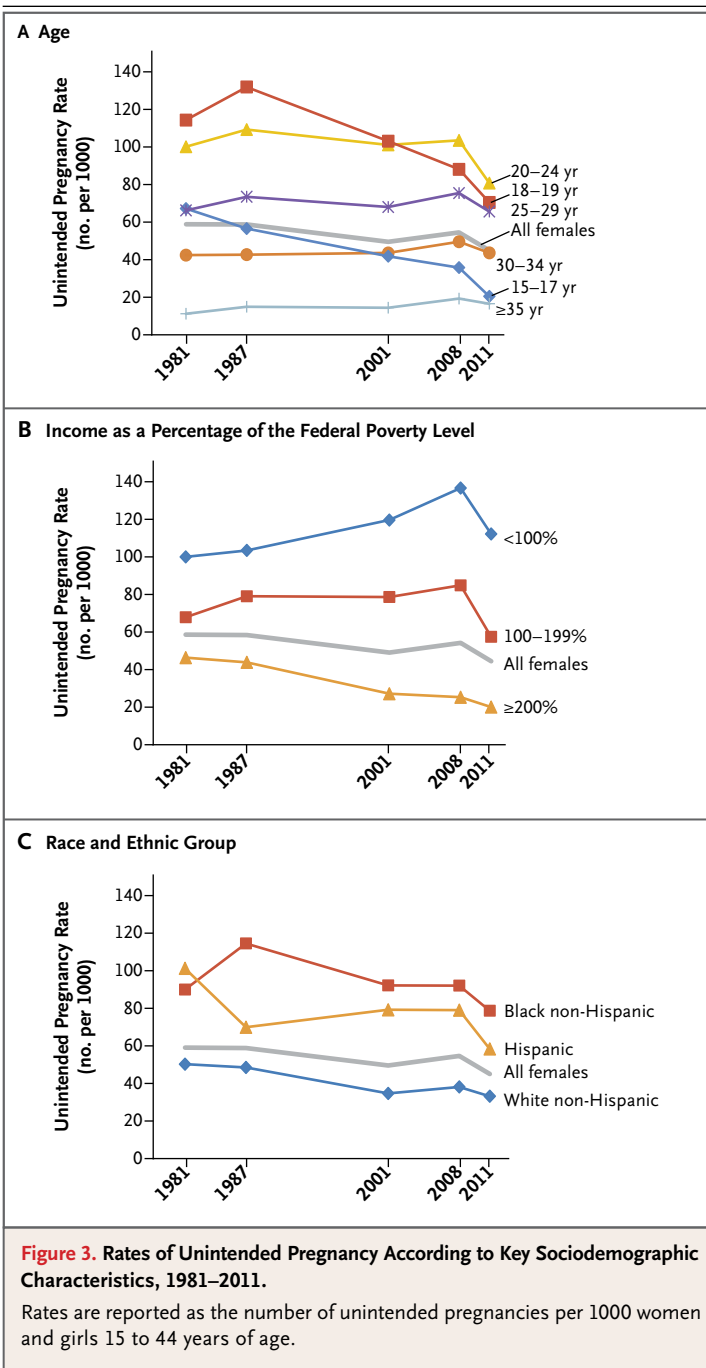 A Age
Unintended Pregnancy Rate
(no. per 1000)
140
120
100
80
60
40
20
0
1981
1987
2001
2008
2011
20–24 yr
18–19 yr
25–29 yr
All females
30–34 yr
15–17 yr
≥35 yr
B Income as a Percentage of the Federal Poverty Level
Unintended Pregnancy Rate
(no. per 1000)
140
120
100
80
60
40
20
0
1981
1987
2001
2008
2011
<100%
100–199%
All females
≥200%
C Race and Ethnic Group
Unintended Pregnancy Rate
(no. per 1000)
140
120
100
80
60
40
20
0
1981
1987
2001
2008
2011
Black non-Hispanic
Hispanic
All females
White non-Hispanic
Figure 3. Rates of Unintended Pregnancy According to Key Sociodemographic
Characteristics, 1981–2011.
Rates are reported as the number of unintended pregnancies per 1000 women
and girls 15 to 44 years of age.